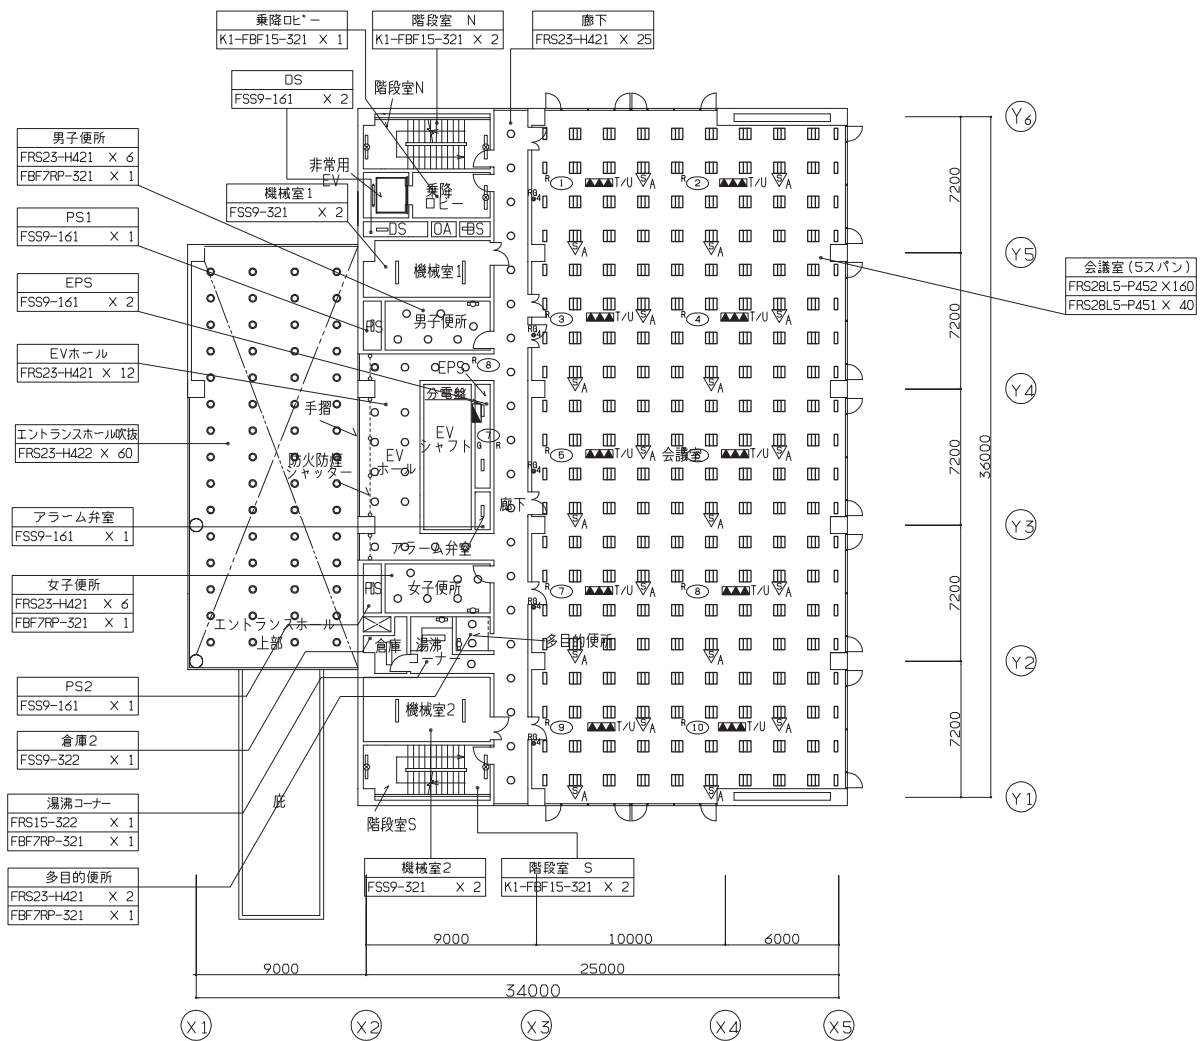 乗降ロビー
K1-FBF15-321 × 1
階段室 N
K1-FBF15-321 × 2
廊下
FRS23-H421 × 25
DS
FSS9-161 × 2
階段室N
男子便所
FRS23-H421 × 6
FBF7RP-321 × 1
非常用
EV
乗降
ロビー
機械室1
FSS9-321 × 2
PS1
FSS9-161 × 1
DS
OA
DS
機械室1
EPS
FSS9-161 × 2
PS
男子便所
EVホール
FRS23-H421 × 12
EPS
分電盤
手摺
エントランスホール吹抜
FRS23-H422 × 60
EV
シャフト
EV
ホール
防火防煙
シャッター
会議室
廊下
アラーム弁室
FSS9-161 × 1
アラーム弁室
女子便所
FRS23-H421 × 6
FBF7RP-321 × 1
PS
女子便所
エントランスホール
上部
倉庫
湯沸
コーナー
多目的便所
PS2
FSS9-161 × 1
機械室2
倉庫2
FSS9-322 × 1
庇
湯沸コーナー
FRS15-322 × 1
FBF7RP-321 × 1
階段室S
多目的便所
FRS23-H421 × 2
FBF7RP-321 × 1
機械室2
FSS9-321 × 2
階段室 S
K1-FBF15-321 × 2
会議室(5スパン)
FRS28L5-P452 ×160
FRS28L5-P451 × 40
R 1 T/U S A
R 2 T/U S A
R 3 T/U S A
R 4 T/U S A
R 5 T/U S A
T/U S A
R 7 T/U S A
R 8 T/U S A
R 9 T/U S A
R 10 T/U S A
R 8
7
G R
Y6
7200
Y5
7200
Y4
7200
36000
Y3
7200
Y2
7200
Y1
9000
10000
6000
9000
25000
34000
X1
X2
X3
X4
X5